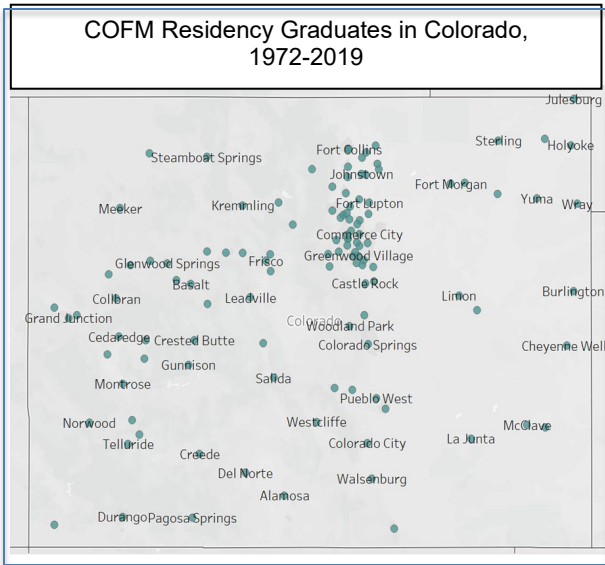 COFM Residency Graduates in Colorado,
1972-2019
Julesburg
Sterling
Holyoke
Fort Collins
Steamboat Springs
Johnstown
Fort Morgan
Yuma
Wray
Meeker
Kremmling
Fort Lupton
Commerce City
Greenwood Village
Glenwood Springs
Frisco
Basalt
Castle Rock
Collbran
Leadville
Limon
Burlington
Grand Junction
Colorado
Woodland Park
Cedaredge
Crested Butte
Colorado Springs
Cheyenne Well
Gunnison
Salida
Montrose
Pueblo West
Norwood
Westcliffe
McClave
Telluride
Colorado City
La Junta
Creede
Del Norte
Walsenburg
Alamosa
Durango
Pagosa Springs